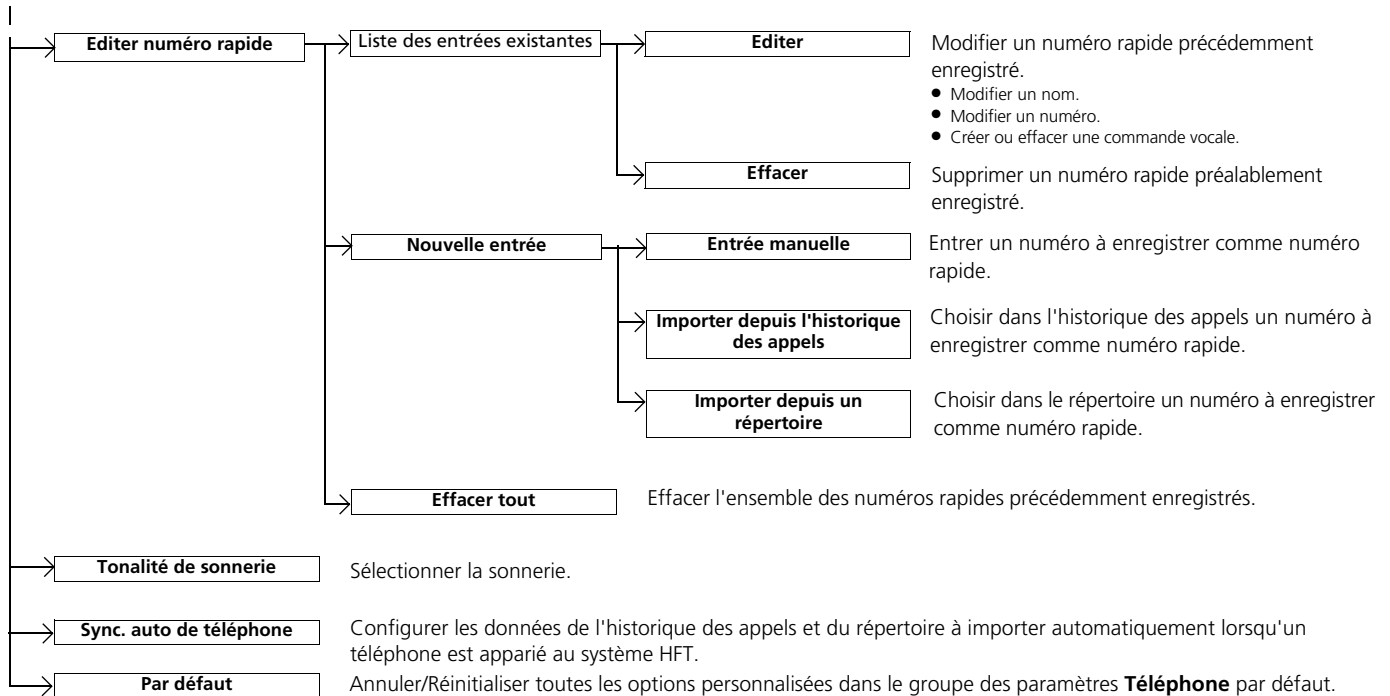 Editer numéro rapide
Liste des entrées existantes
Editer
Modifier un numéro rapide précédemment
enregistré.
● Modifier un nom.
● Modifier un numéro.
● Créer ou effacer une commande vocale.
Effacer
Supprimer un numéro rapide préalablement
enregistré.
Nouvelle entrée
Entrée manuelle
Entrer un numéro à enregistrer comme numéro
rapide.
Importer depuis l'historique
des appels
Choisir dans l'historique des appels un numéro à
enregistrer comme numéro rapide.
Importer depuis un
répertoire
Choisir dans le répertoire un numéro à enregistrer
comme numéro rapide.
Effacer tout
Effacer l'ensemble des numéros rapides précédemment enregistrés.
Tonalité de sonnerie
Sélectionner la sonnerie.
Sync. auto de téléphone
Configurer les données de l'historique des appels et du répertoire à importer automatiquement lorsqu'un
téléphone est apparié au système HFT.
Par défaut
Annuler/Réinitialiser toutes les options personnalisées dans le groupe des paramètres Téléphone par défaut.